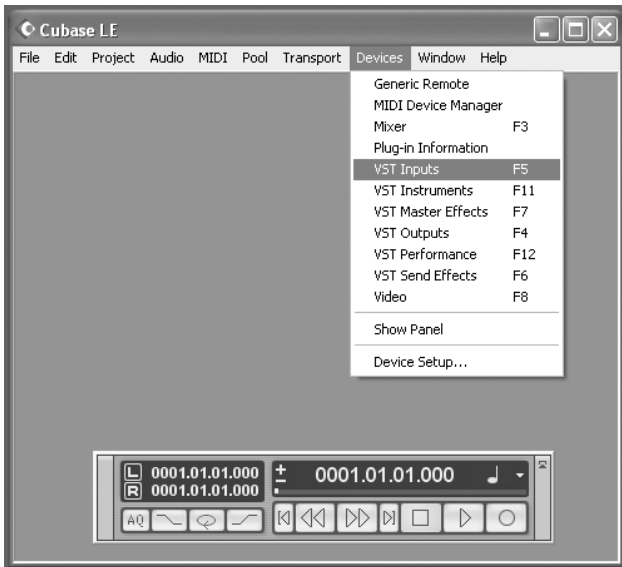 Cubase LE
File Edit Project Audio MIDI Pool Transport Devices Window Help
Generic Remote
MIDI Device Manager
Mixer F3
Plug-in Information
VST Inputs F5
VST Instruments F11
VST Master Effects F7
VST Outputs F4
VST Performance F12
VST Send Effects F6
Video F8
Show Panel
Device Setup...
L 0001.01.01.000
R 0001.01.01.000
0001.01.01.000
AQ